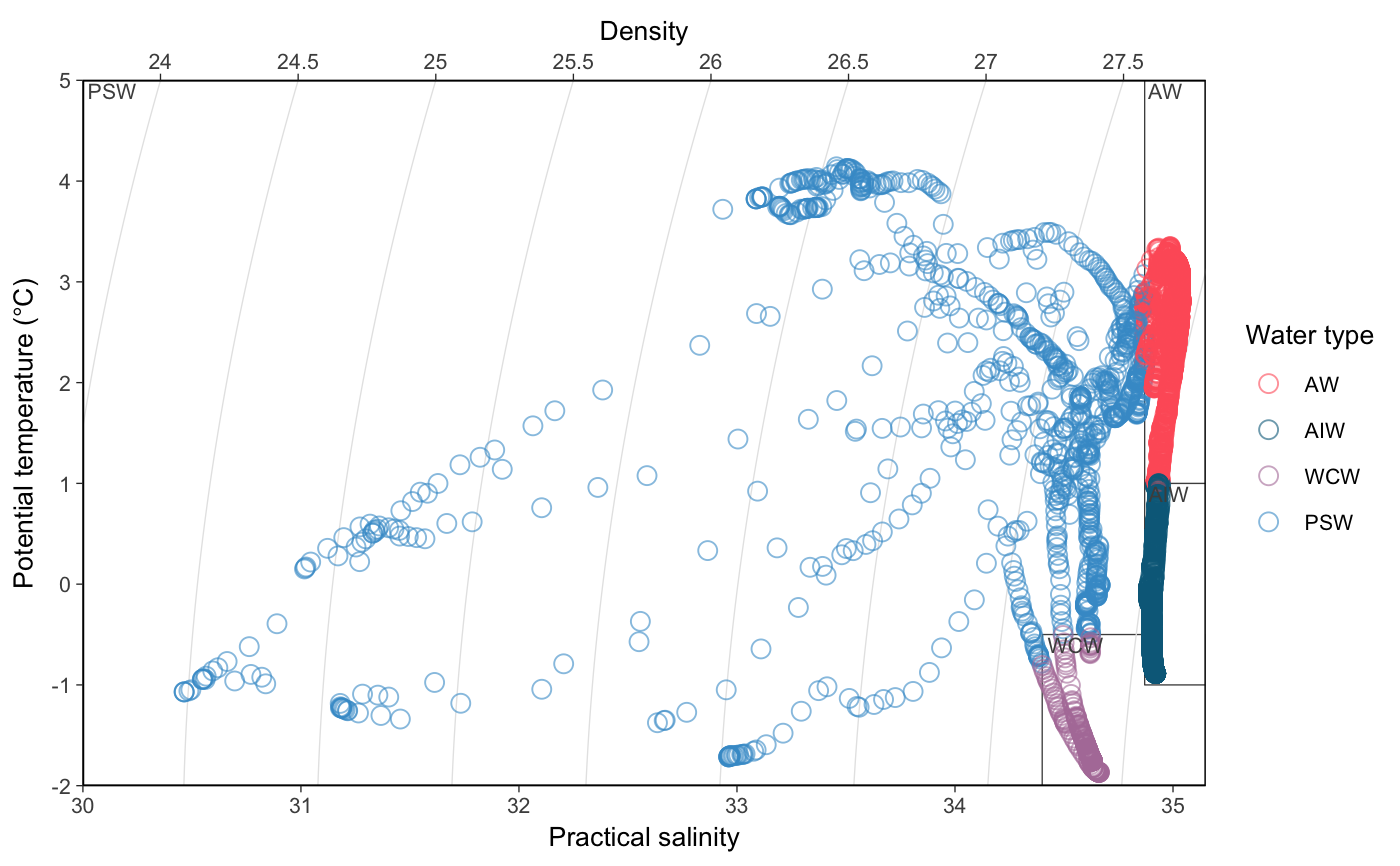 Density
24 24.5 25 25.5 26 26.5 27 27.5
PSW AW
5
4
3
2
1
0
-1
-2
Potential temperature (°C)
AIW
WCW
30 31 32 33 34 35
Practical salinity
Water type
AW
AIW
WCW
PSW